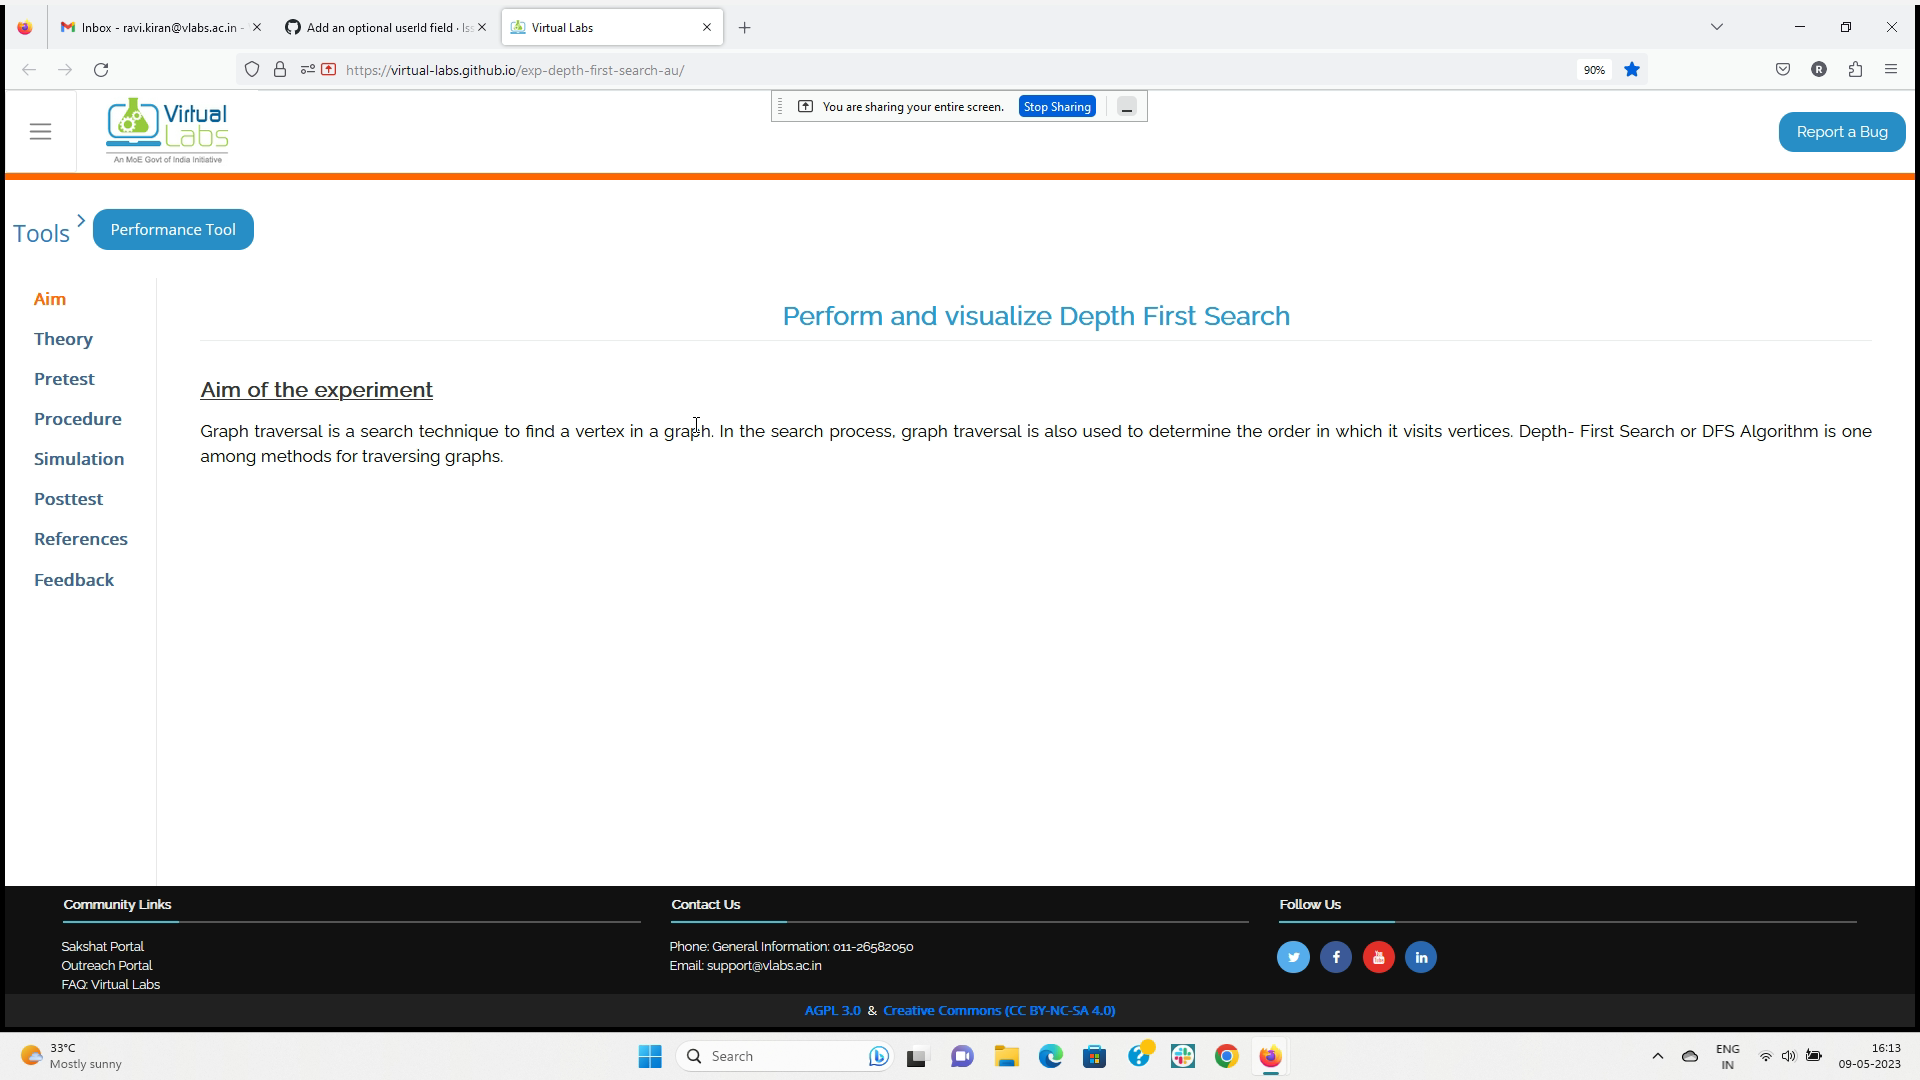 Inbox - ravi.kiran@vlabs.ac.in -
Add an optional userId field · Iss
Virtual Labs
https://virtual-labs.github.io/exp-depth-first-search-au/
90%
R
You are sharing your entire screen.
Stop Sharing
Virtual
Labs
An MoE Govt of India Initiative
Report a Bug
Tools
Performance Tool
Aim
Theory
Pretest
Procedure
Simulation
Posttest
References
Feedback
Perform and visualize Depth First Search
Aim of the experiment
Graph traversal is a search technique to find a vertex in a graph. In the search process, graph traversal is also used to determine the order in which it visits vertices. Depth- First Search or DFS Algorithm is one
among methods for traversing graphs.
Community Links
Sakshat Portal
Outreach Portal
FAQ: Virtual Labs
Contact Us
Phone: General Information: 011-26582050
Email: support@vlabs.ac.in
Follow Us
AGPL 3.0 & Creative Commons (CC BY-NC-SA 4.0)
33°C
Mostly sunny
Search
ENG
IN
16:13
09-05-2023